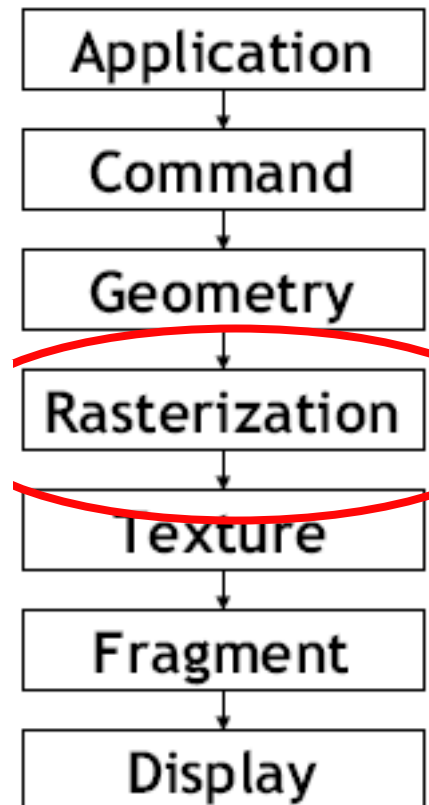 Application
Command
Geometry
Rasterization
Texture
Fragment
Display